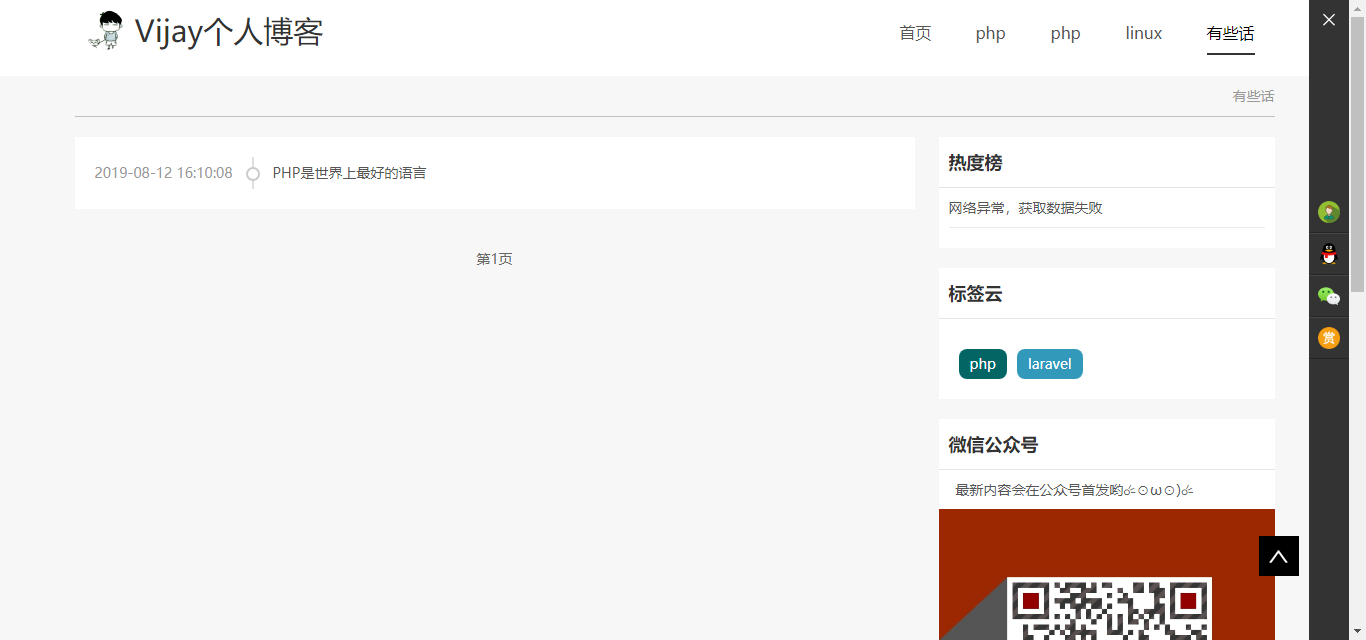 Vijay个人博客
首页 php php linux 有些话
有些话
2019-08-12 16:10:08 PHP是世界上最好的语言
第1页
热度榜
网络异常，获取数据失败
标签云
php laravel
微信公众号
最新内容会在公众号首发哟ଘ⊙ω⊙)ଘ
赏